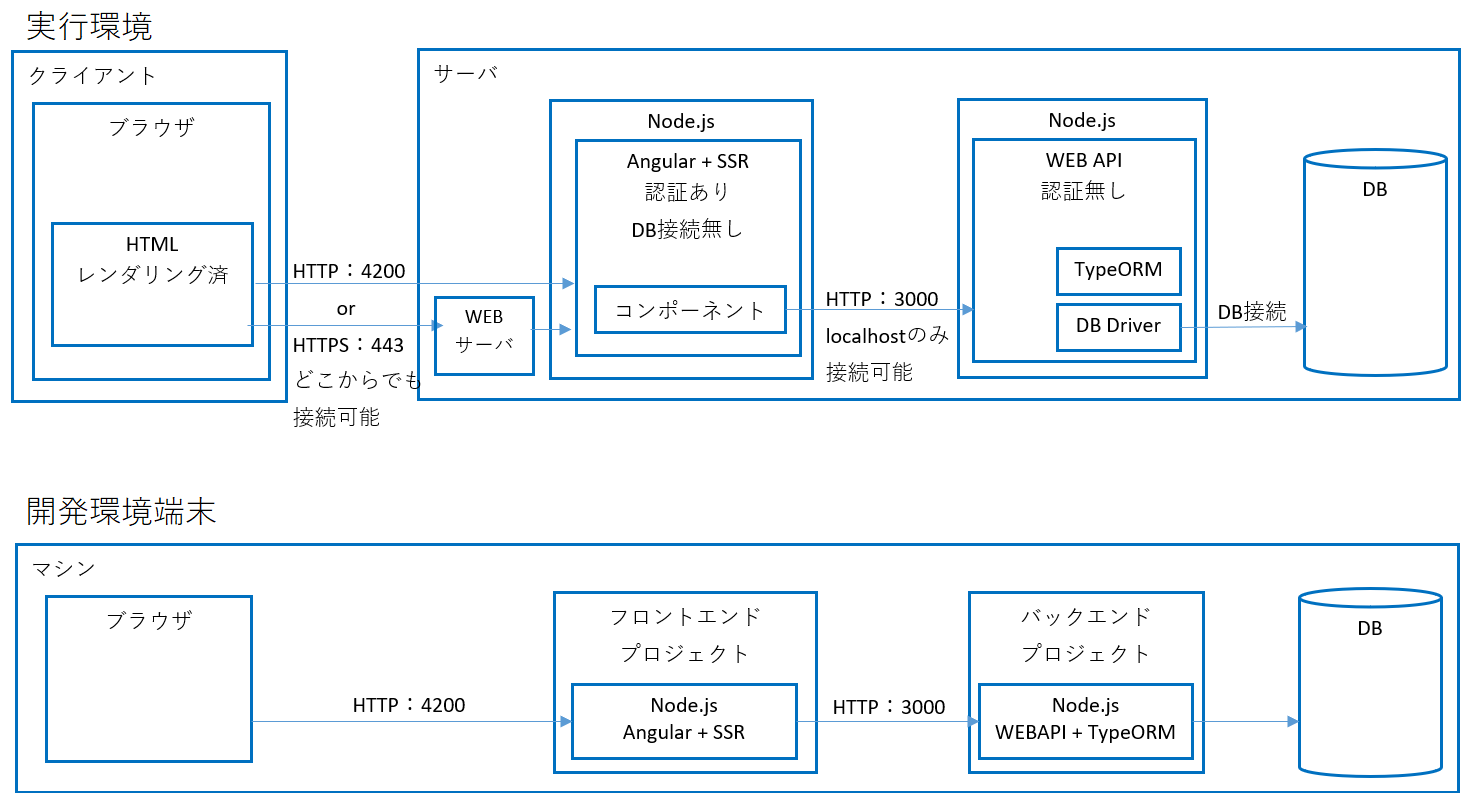 実行環境
クライアント
ブラウザ
HTML
レンダリング済
HTTP：4200
or
HTTPS：443
どこからでも
接続可能
サーバ
WEB
サーバ
Node.js
Angular + SSR
認証あり
DB接続無し
コンポーネント
HTTP：3000
localhostのみ
接続可能
Node.js
WEB API
認証無し
TypeORM
DB Driver
DB接続
DB
開発環境端末
マシン
ブラウザ
HTTP：4200
フロントエンド
プロジェクト
Node.js
Angular + SSR
HTTP：3000
バックエンド
プロジェクト
Node.js
WEBAPI + TypeORM
DB